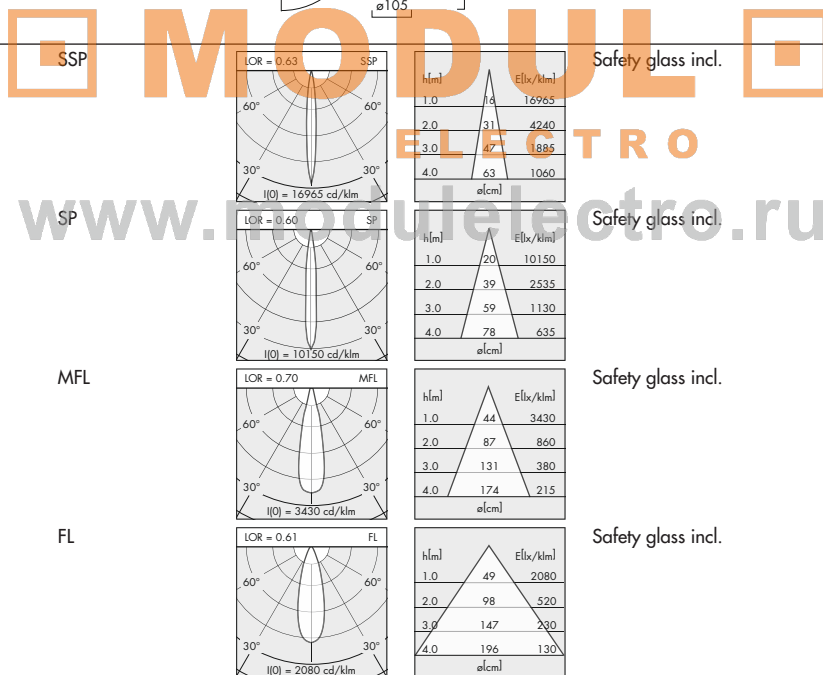 ø105
MODUL
ELECTRO
www.modulelectro.ru
SSP
LOR = 0.63 SSP
60° 60°
30° 30°
I(0) = 16965 cd/klm
h[m] E[lx/klm]
1.0 16 16965
2.0 31 4240
3.0 47 1885
4.0 63 1060
ø[cm]
Safety glass incl.
SP
LOR = 0.60 SP
60° 60°
30° 30°
I(0) = 10150 cd/klm
h[m] E[lx/klm]
1.0 20 10150
2.0 39 2535
3.0 59 1130
4.0 78 635
ø[cm]
Safety glass incl.
MFL
LOR = 0.70 MFL
60° 60°
30° 30°
I(0) = 3430 cd/klm
h[m] E[lx/klm]
1.0 44 3430
2.0 87 860
3.0 131 380
4.0 174 215
ø[cm]
Safety glass incl.
FL
LOR = 0.61 FL
60° 60°
30° 30°
I(0) = 2080 cd/klm
h[m] E[lx/klm]
1.0 49 2080
2.0 98 520
3.0 147 230
4.0 196 130
ø[cm]
Safety glass incl.